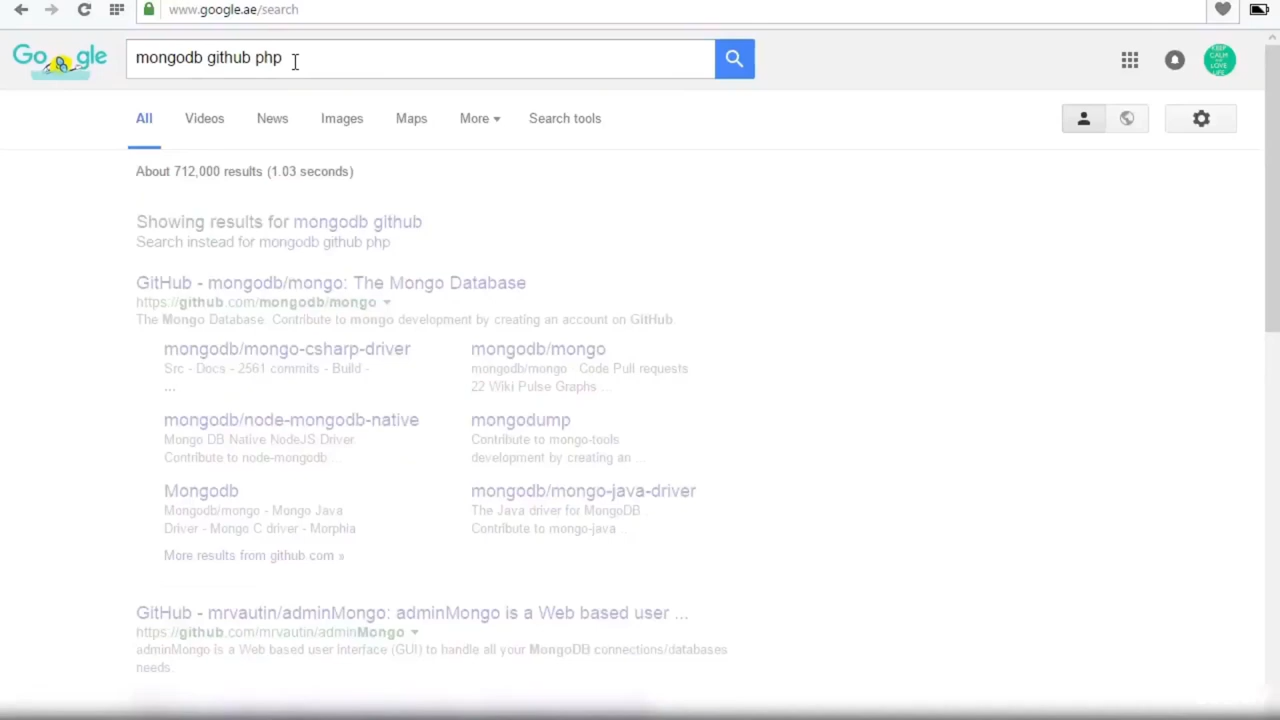 www.google.ae/search
Google
mongodb github php
KEEP CALM AND LOVE LIFE
All Videos News Images Maps More Search tools
About 712,000 results (1.03 seconds)
Showing results for mongodb github
Search instead for mongodb github php
GitHub - mongodb/mongo: The Mongo Database
https://github.com/mongodb/mongo
The Mongo Database. Contribute to mongo development by creating an account on GitHub.
mongodb/mongo-csharp-driver
Src - Docs - 2561 commits - Build -
...
mongodb/mongo
mongodb/mongo · Code Pull requests
22 Wiki Pulse Graphs ...
mongodb/node-mongodb-native
Mongo DB Native NodeJS Driver
Contribute to node-mongodb...
mongodump
Contribute to mongo-tools
development by creating an ...
Mongodb
Mongodb/mongo - Mongo Java
Driver - Mongo C driver - Morphia
mongodb/mongo-java-driver
The Java driver for MongoDB
Contribute to mongo-java ...
More results from github.com »
GitHub - mrvautin/adminMongo: adminMongo is a Web based user ...
https://github.com/mrvautin/adminMongo
adminMongo is a Web based user interface (GUI) to handle all your MongoDB connections/databases
needs.